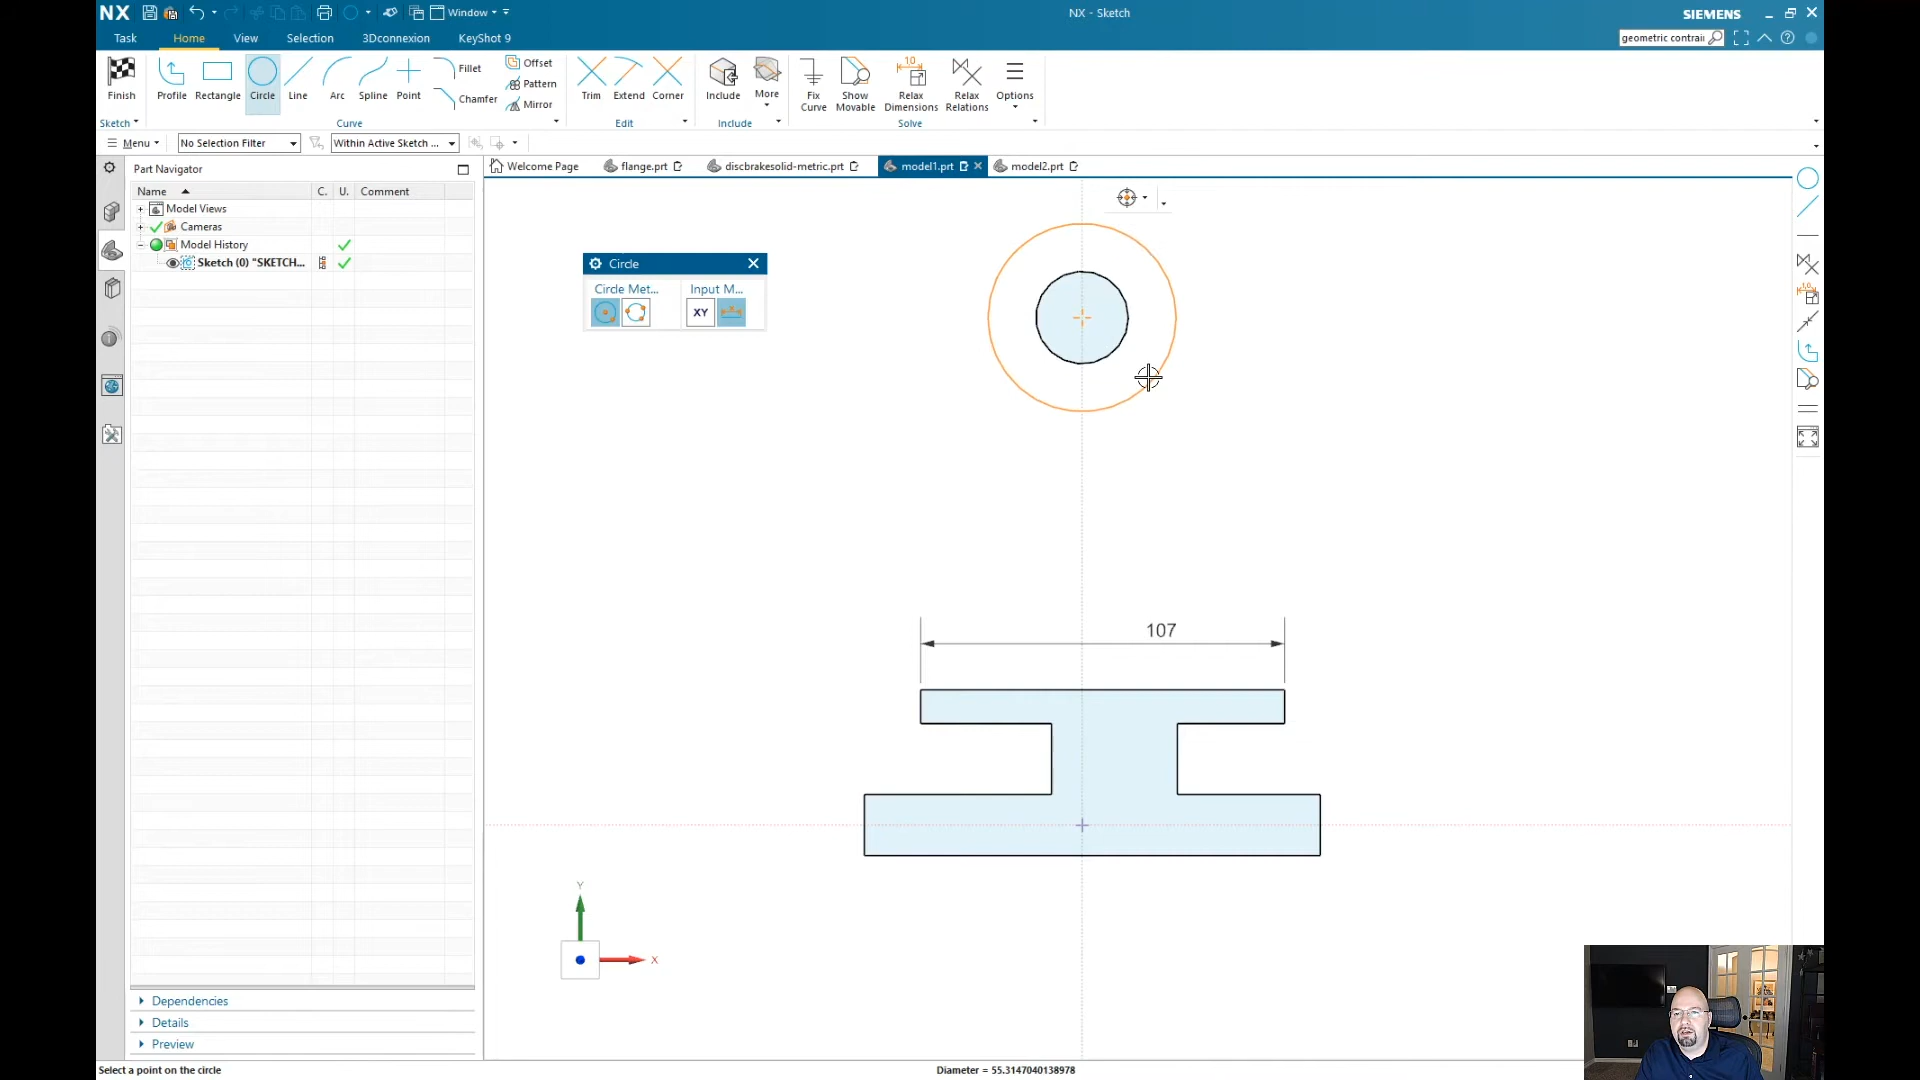 NX
Window
NX - Sketch
SIEMENS
Task
Home
View
Selection
3Dconnexion
KeyShot 9
geometric contrai
Finish
Profile
Rectangle
Circle
Line
Arc
Spline
Point
Fillet
Chamfer
Offset
Pattern
Mirror
Trim
Extend
Corner
Include
More
Fix
Curve
Show
Movable
10
Relax
Dimensions
Relax
Relations
Options
Sketch
Curve
Edit
Include
Solve
Menu
No Selection Filter
Within Active Sketch ...
Part Navigator
Welcome Page
flange.prt
discbrakesolid-metric.prt
model1.prt
model2.prt
Name
C.
U.
Comment
Model Views
Cameras
Model History
Sketch (0) "SKETCH...
Circle
Circle Met...
Input M...
XY
107
Y
X
Dependencies
Details
Preview
Select a point on the circle
Diameter = 55.3147040138978